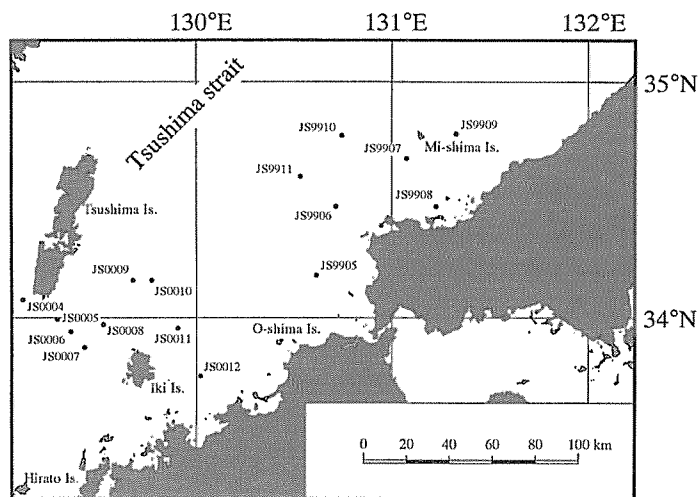 130°E
131°E
132°E
35°N
34°N
Tsushima strait
JS9910
JS9909
JS9907
Mi-shima Is.
JS9911
JS9908
JS9906
Tsushima Is.
JS0009
JS0010
JS9905
JS0004
JS0005
JS0006
JS0008
JS0007
JS0011
O-shima Is.
JS0012
Iki Is.
Hirato Is.
0 20 40 60 80 100 km